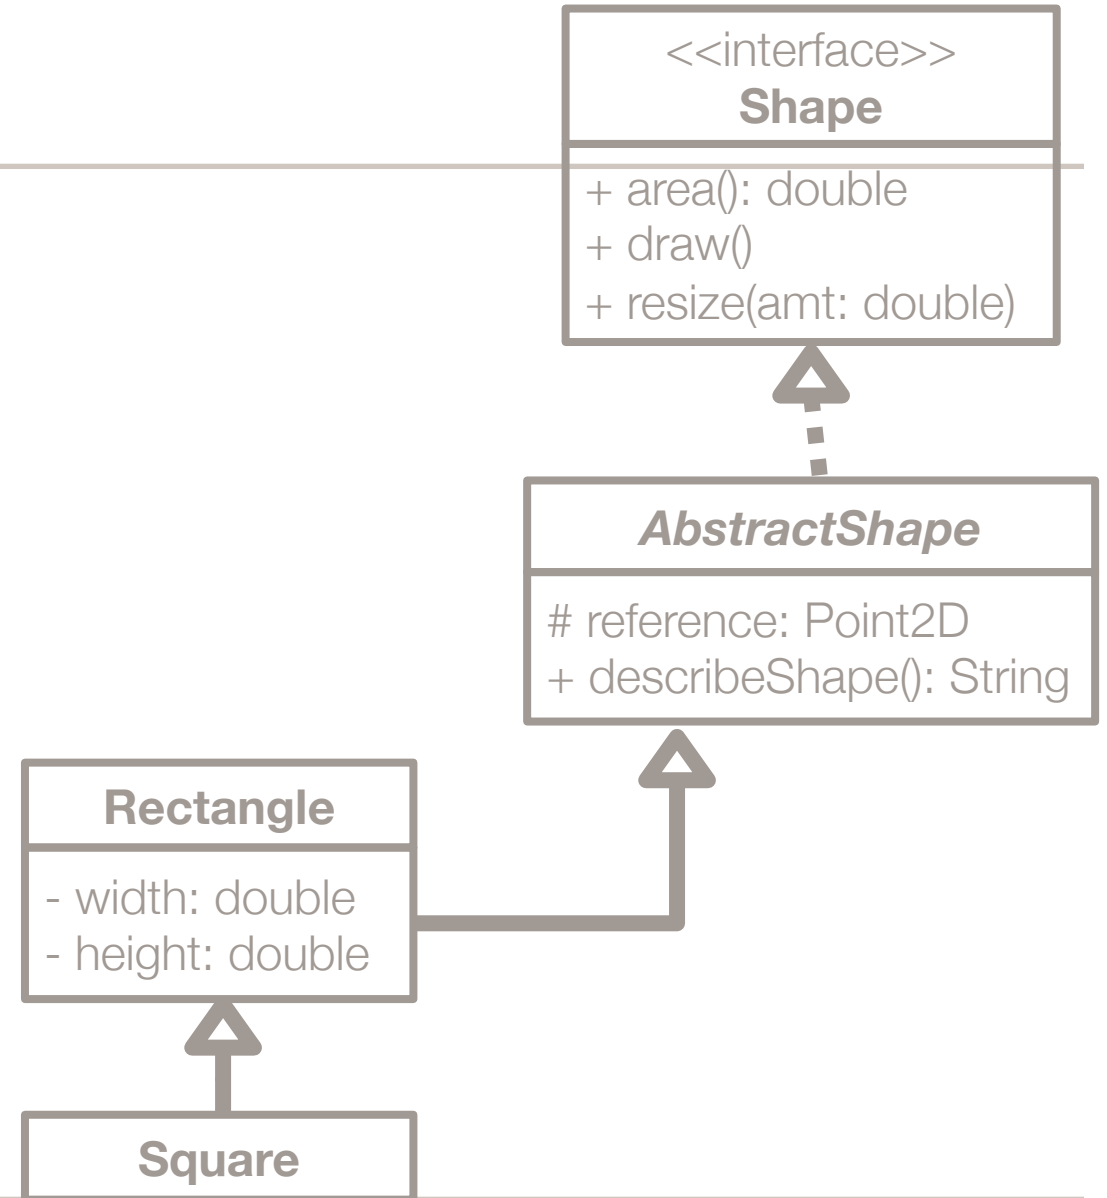 <<interface>>
Shape
+ area(): double
+ draw()
+ resize(amt: double)
AbstractShape
# reference: Point2D
+ describeShape(): String
Rectangle
- width: double
- height: double
Square